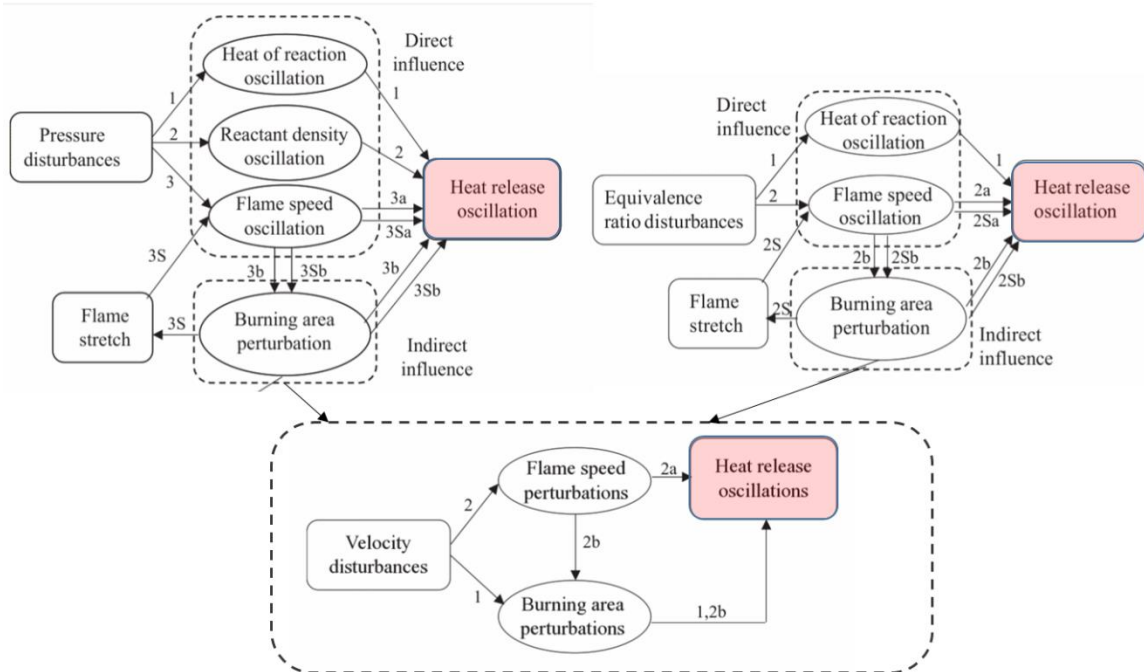 Heat of reaction
oscillation
Direct
influence
1
1
Pressure
disturbances
2
Reactant density
oscillation
2
3
Flame speed
oscillation
3a
3Sa
Heat release
oscillation
3S
3b
3Sb
3b
3Sb
Flame
stretch
3S
Burning area
perturbation
Indirect
influence
Direct
influence
Heat of reaction
oscillation
1
1
Equivalence
ratio disturbances
2
Flame speed
oscillation
2a
2Sa
Heat release
oscillation
2S
2b
2Sb
2b
2Sb
Flame
stretch
2S
Burning area
perturbation
Indirect
influence
Flame speed
perturbations
2a
Heat release
oscillations
2
2b
Velocity
disturbances
1
Burning area
perturbations
1,2b